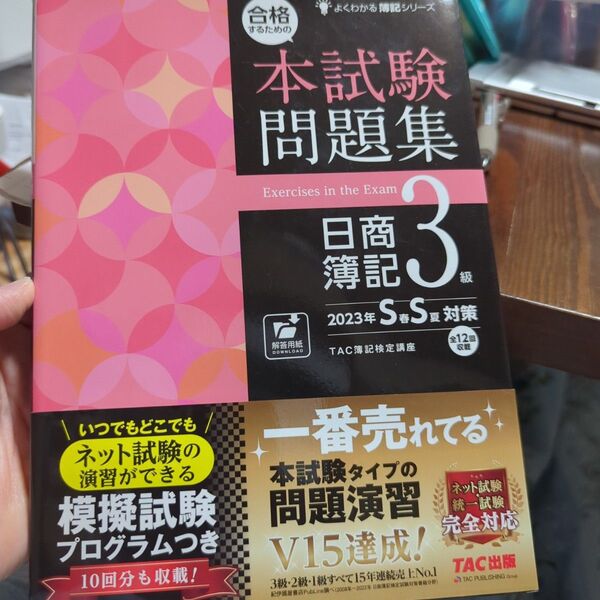 合格
するための
よくわかる簿記シリーズ
本試験
問題集
Exercises in the Exam
日商
簿記
3級
2023年S春S夏対策
全12回
収載
解答用紙
DOWNLOAD
TAC簿記検定講座
いつでもどこでも
ネット試験の
演習ができる
模擬試験
プログラムつき
10回分も収載!
一番売れてる
本試験タイプの
問題演習
V15達成!
3級・2級・1級すべて15年連続売上No.1
ネット試験
統一試験
完全対応
TAC出版
TAC PUBLISHING Group